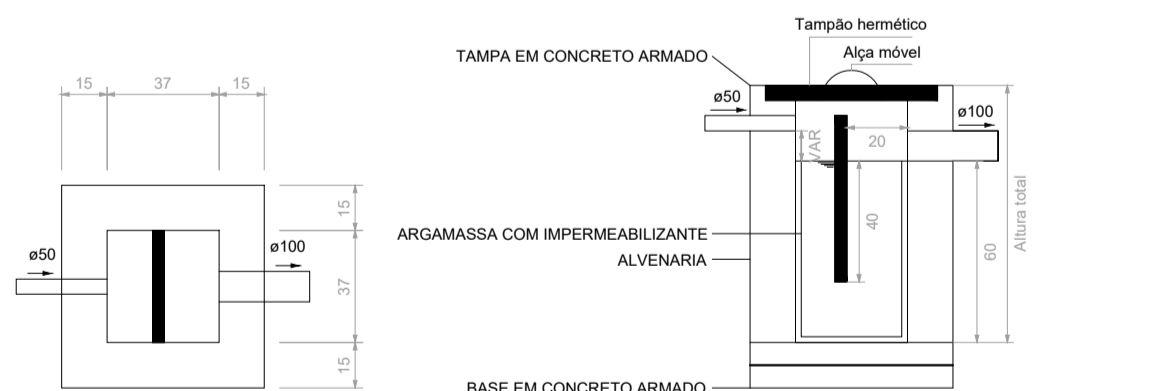 15
37
15
15
ø50
ø100
37
15
Tampão hermético
TAMPA EM CONCRETO ARMADO
Alça móvel
ø50
ø100
VAR
20
ARGAMASSA COM IMPERMEABILIZANTE
40
ALVENARIA
60
Altura total
BASE EM CONCRETO ARMADO